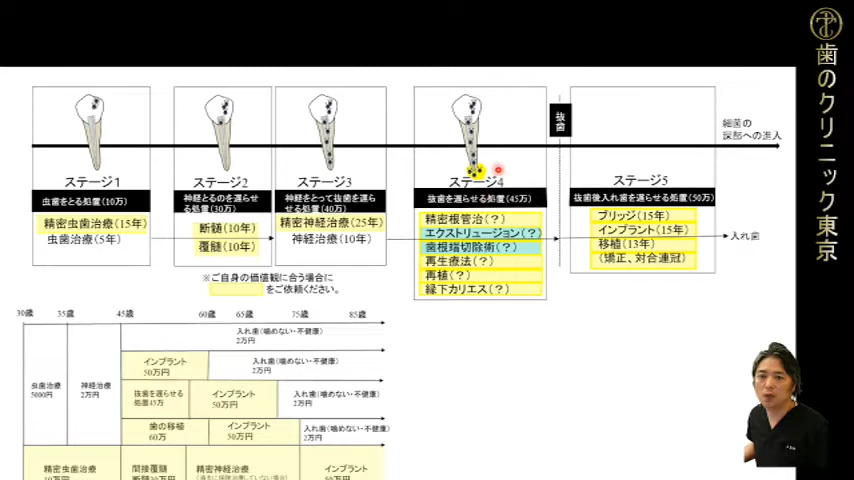 歯のクリニック東京
抜歯
細菌の
深部への進入
ステージ1
ステージ2
ステージ3
ステージ4
ステージ5
虫歯をとる処置(10万)
神経とるのを遅らせ
る処置(30万)
神経をとって抜歯を遅ら
せる処置(40万)
抜歯を遅らせる処置(45万)
抜歯後入れ歯を遅らせる処置(50万)
精密虫歯治療(15年)
虫歯治療(5年)
断髄(10年)
覆髄(10年)
精密神経治療(25年)
神経治療(10年)
精密根管治(?)
エクストリュージョン(?)
歯根端切除術(?)
再生療法(?)
再植(?)
縁下カリエス(?)
ブリッジ(15年)
インプラント(15年)
移植(13年)
(矯正、対合連冠)
入れ歯
※ご自身の価値観に合う場合に
をご依頼ください。
30歳 35歳 45歳 60歳 65歳 75歳 85歳
入れ歯(噛めない・不健康)
2万円
インプラント
50万円
入れ歯(噛めない・不健康)
2万円
虫歯治療
5000円
神経治療
2万円
抜歯を遅らせる
処置45万
インプラント
50万円
入れ歯(噛めない・不健康)
2万円
歯の移植
60万
インプラント
50万円
入れ歯(噛めない・不健康)
2万円
精密虫歯治療
間接覆髄
精密神経治療
インプラント